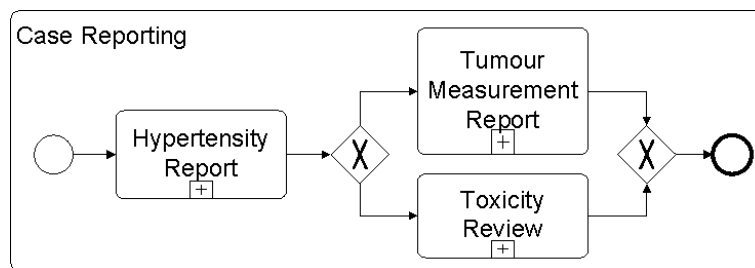 Case Reporting
Hypertensity
Report
X
Tumour
Measurement
Report
Toxicity
Review
X